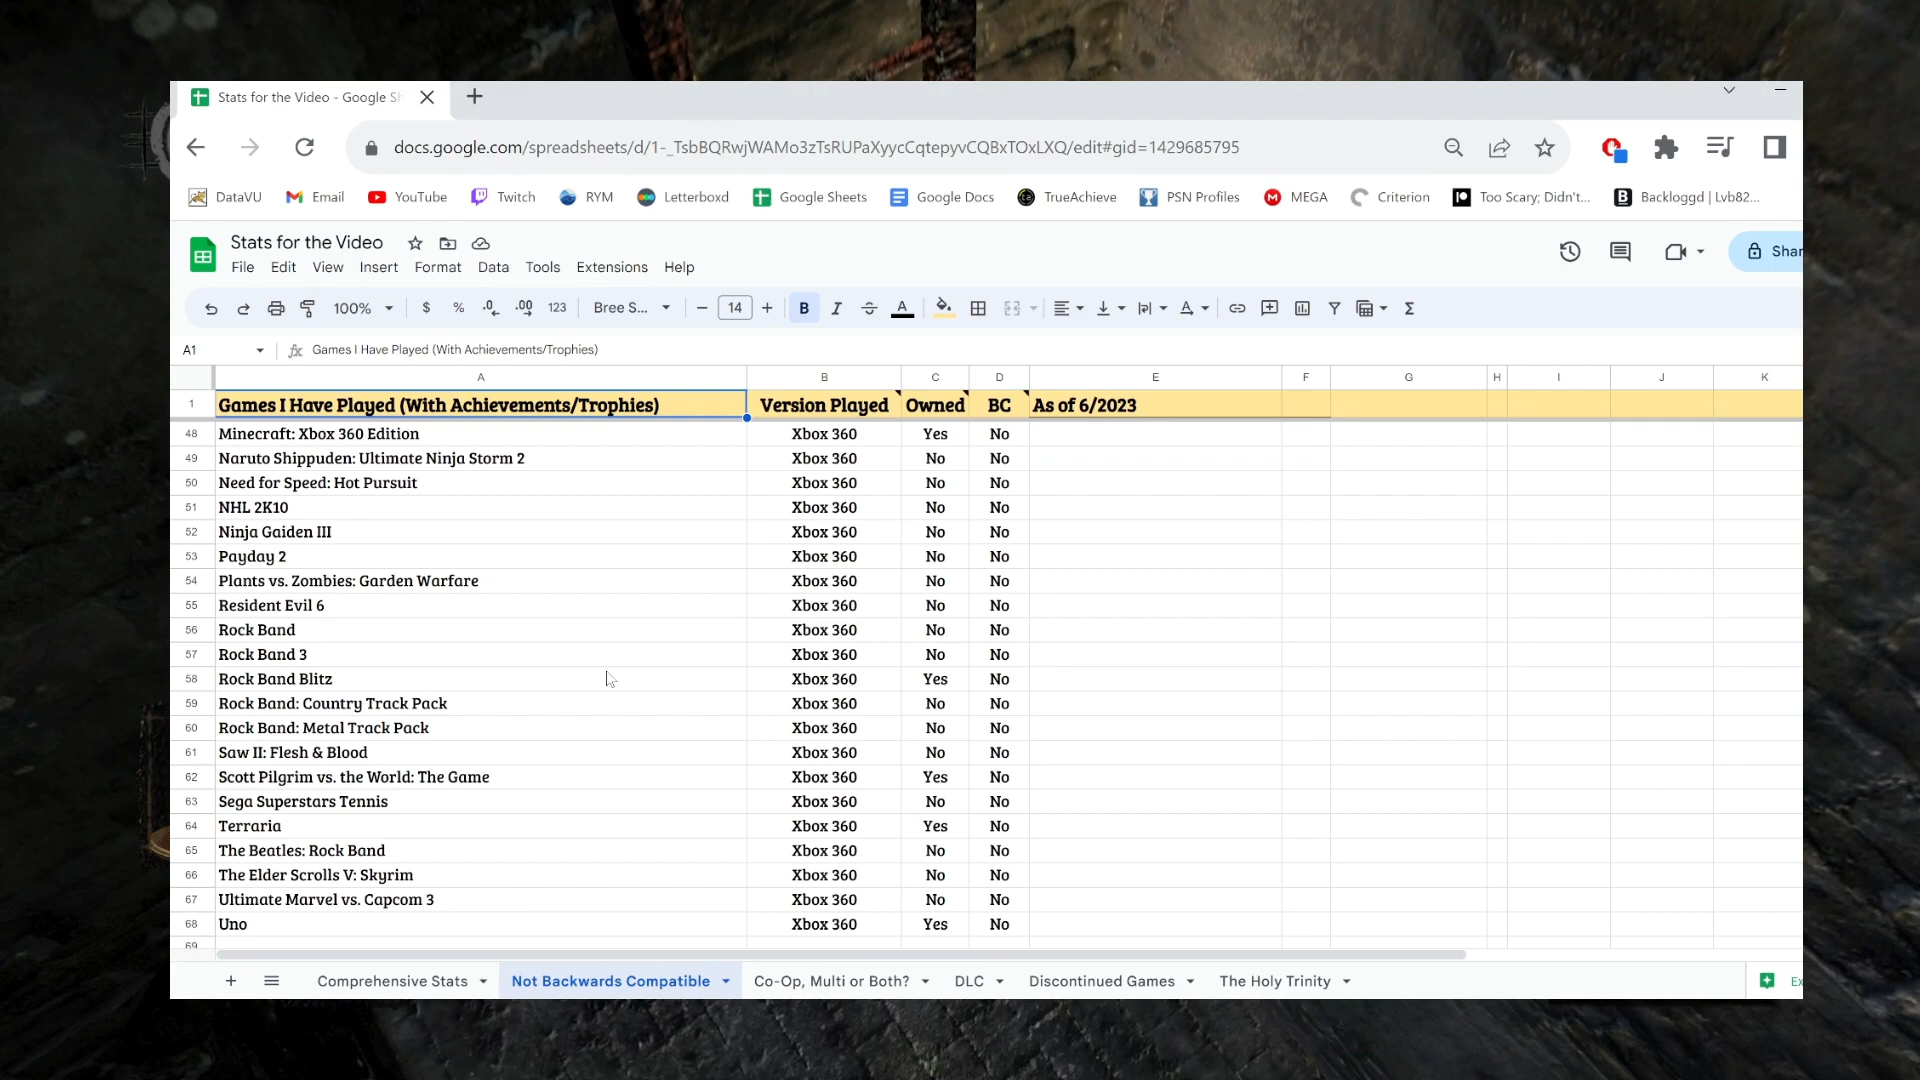 Stats for the Video - Google Sh
docs.google.com/spreadsheets/d/1-_TsbBQRwjWAMo3zTsRUPaXyycCqtepyvCQBxTOxLXQ/edit#gid=1429685795
DataVU Email YouTube Twitch RYM Letterboxd Google Sheets Google Docs TrueAchieve PSN Profiles MEGA Criterion Too Scary; Didn't... Backloggd | Lvb82...
Stats for the Video
File Edit View Insert Format Data Tools Extensions Help
Shar
100% $ % .0 .00 123 Bree S... 14 B I A
A1 fx Games I Have Played (With Achievements/Trophies)
A B C D E F G H I J K
1 Games I Have Played (With Achievements/Trophies) Version Played Owned BC As of 6/2023
48 Minecraft: Xbox 360 Edition Xbox 360 Yes No
49 Naruto Shippuden: Ultimate Ninja Storm 2 Xbox 360 No No
50 Need for Speed: Hot Pursuit Xbox 360 No No
51 NHL 2K10 Xbox 360 No No
52 Ninja Gaiden III Xbox 360 No No
53 Payday 2 Xbox 360 No No
54 Plants vs. Zombies: Garden Warfare Xbox 360 No No
55 Resident Evil 6 Xbox 360 No No
56 Rock Band Xbox 360 No No
57 Rock Band 3 Xbox 360 No No
58 Rock Band Blitz Xbox 360 Yes No
59 Rock Band: Country Track Pack Xbox 360 No No
60 Rock Band: Metal Track Pack Xbox 360 No No
61 Saw II: Flesh & Blood Xbox 360 No No
62 Scott Pilgrim vs. the World: The Game Xbox 360 Yes No
63 Sega Superstars Tennis Xbox 360 No No
64 Terraria Xbox 360 Yes No
65 The Beatles: Rock Band Xbox 360 No No
66 The Elder Scrolls V: Skyrim Xbox 360 No No
67 Ultimate Marvel vs. Capcom 3 Xbox 360 No No
68 Uno Xbox 360 Yes No
69
Comprehensive Stats Not Backwards Compatible Co-Op, Multi or Both? DLC Discontinued Games The Holy Trinity Ex